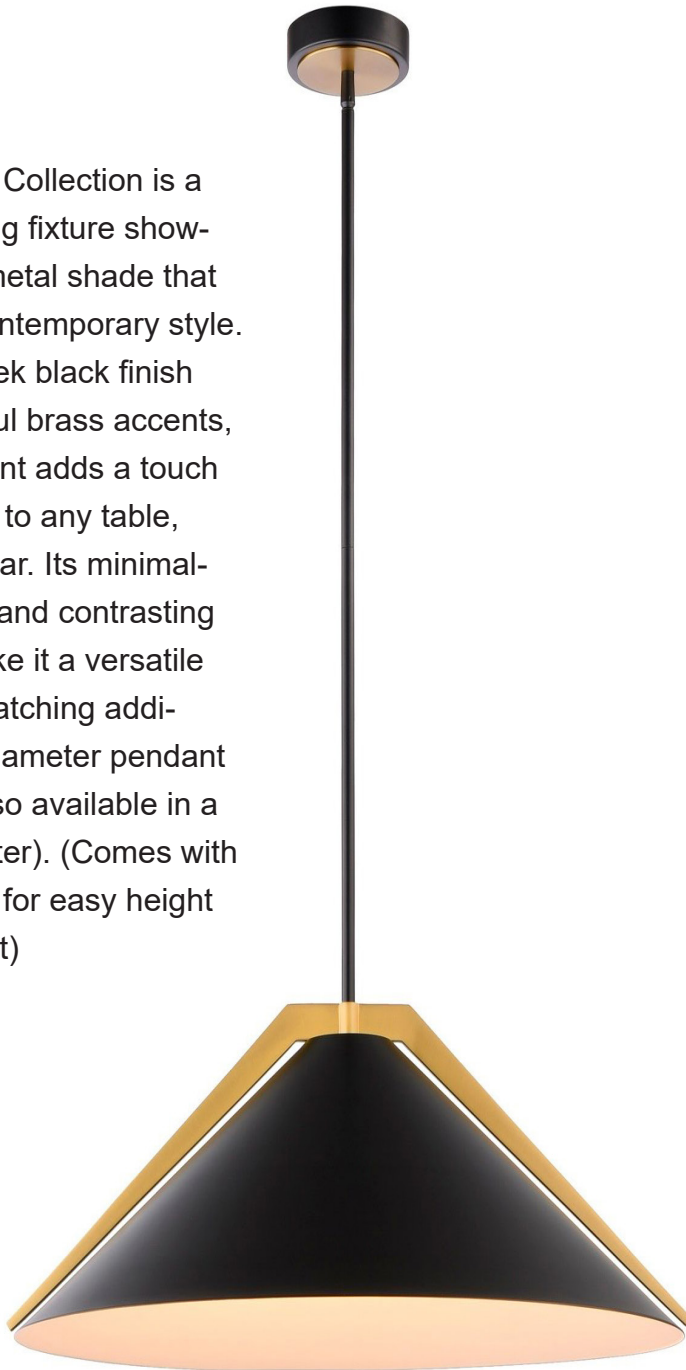 Collection is a
g fixture show-
metal shade that
ntemporary style.
ek black finish
ul brass accents,
nt adds a touch
to any table,
ar. Its minimal-
and contrasting
ke it a versatile
atching addi-
ameter pendant
so available in a
ter). (Comes with
for easy height
t)